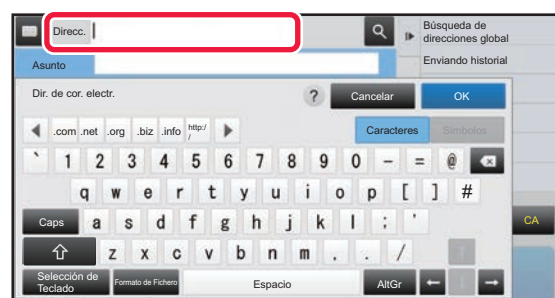 Direcc.
Búsqueda de
direcciones global
Asunto
Enviando historial
Dir. de cor. electr.
? Cancelar OK
.com .net .org .biz .info http:/
/
Caracteres Símbolos
` 1 2 3 4 5 6 7 8 9 0 - = @
q w e r t y u i o p [ ] #
Caps a s d f g h j k l ; '
CA
z x c v b n m . . /
Selección de
Teclado
Formato de Fichero
Espacio
AltGr